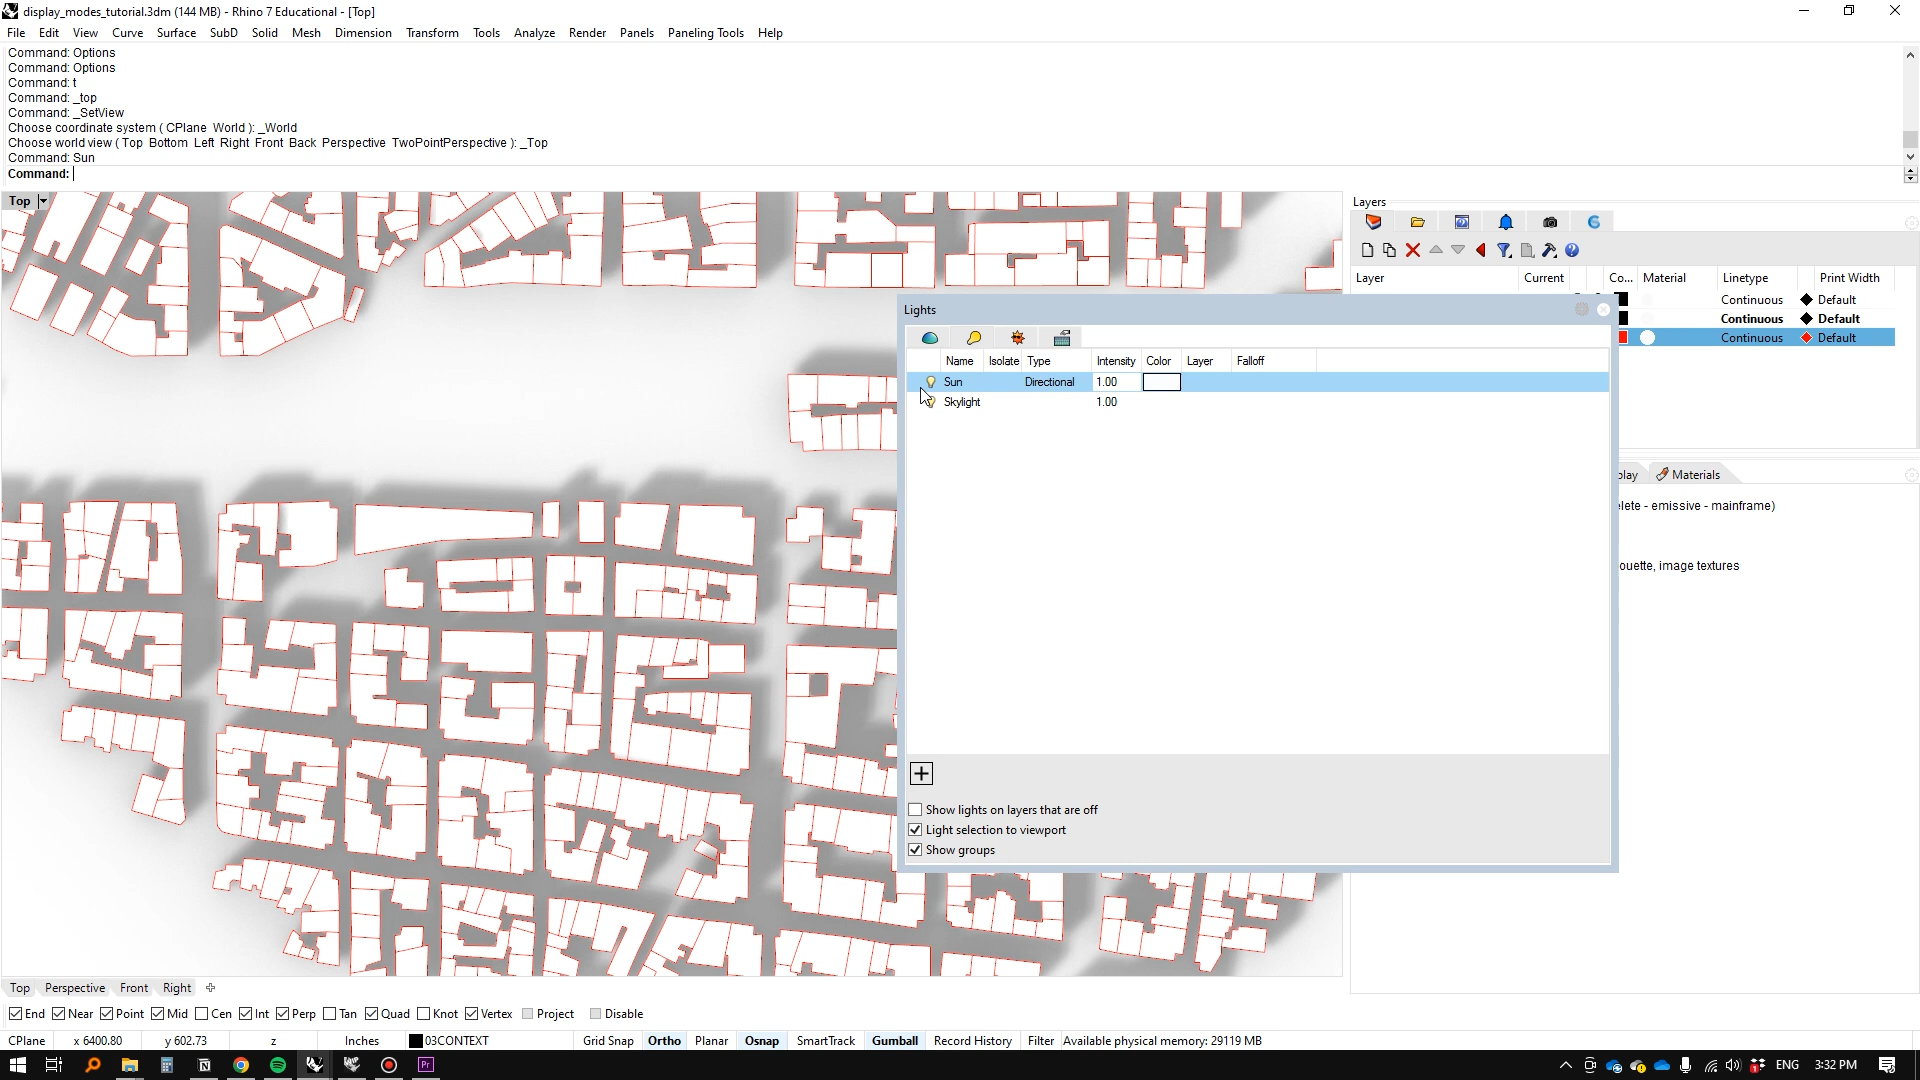 display_modes_tutorial.3dm (144 MB) - Rhino 7 Educational - [Top]
File Edit View Curve Surface SubD Solid Mesh Dimension Transform Tools Analyze Render Panels Paneling Tools Help
Command: Options
Command: Options
Command: t
Command: _top
Command: _SetView
Choose coordinate system ( CPlane World ): _World
Choose world view ( Top Bottom Left Right Front Back Perspective TwoPointPerspective ): _Top
Command: Sun
Command:
Top
Layers
Layer Current Co... Material Linetype Print Width
Continuous Default
Continuous Default
Continuous Default
Lights
Name Isolate Type Intensity Color Layer Falloff
Sun Directional 1.00
Skylight 1.00
Show lights on layers that are off
Light selection to viewport
Show groups
play Materials
elete - emissive - mainframe)
ouette, image textures
Top Perspective Front Right
End Near Point Mid Cen Int Perp Tan Quad Knot Vertex Project Disable
CPlane x 6400.80 y 602.73 z Inches 03CONTEXT Grid Snap Ortho Planar Osnap SmartTrack Gumball Record History Filter Available physical memory: 29119 MB
Pr ENG 3:32 PM